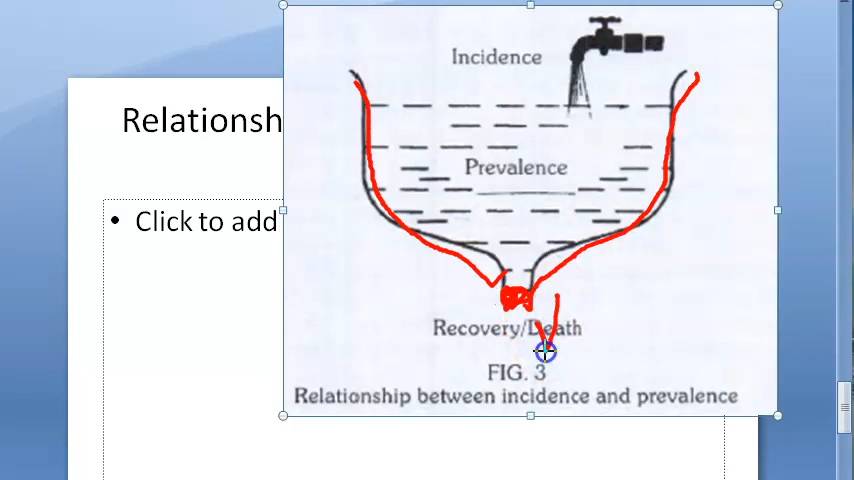 Relationsh
• Click to add
Incidence
Prevalence
Recovery/Death
FIG. 3
Relationship between incidence and prevalence